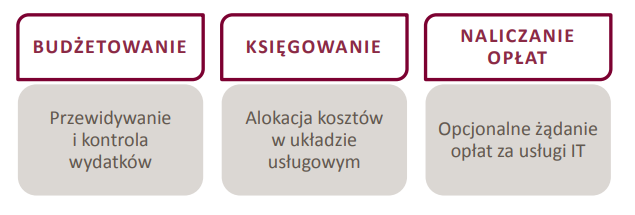 BUDŻETOWANIE
Przewidywanie
i kontrola
wydatków
KSIĘGOWANIE
Alokacja kosztów
w układzie
usługowym
NALICZANIE
OPŁAT
Opcjonalne żądanie
opłat za usługi IT